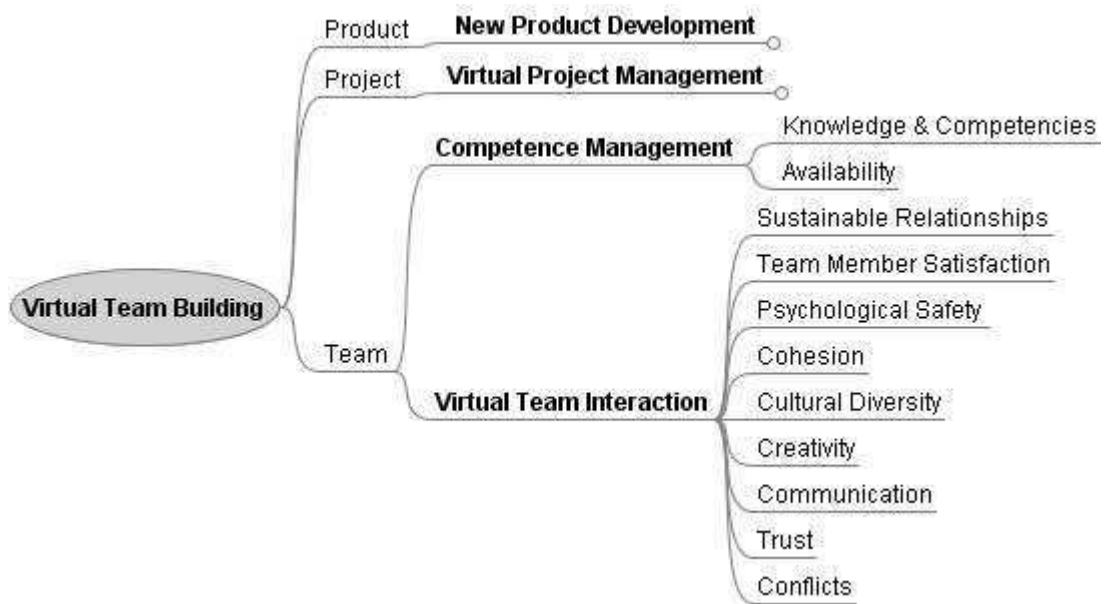 Product
New Product Development
Project
Virtual Project Management
Competence Management
Knowledge & Competencies
Availability
Sustainable Relationships
Team Member Satisfaction
Psychological Safety
Virtual Team Building
Team
Cohesion
Virtual Team Interaction
Cultural Diversity
Creativity
Communication
Trust
Conflicts